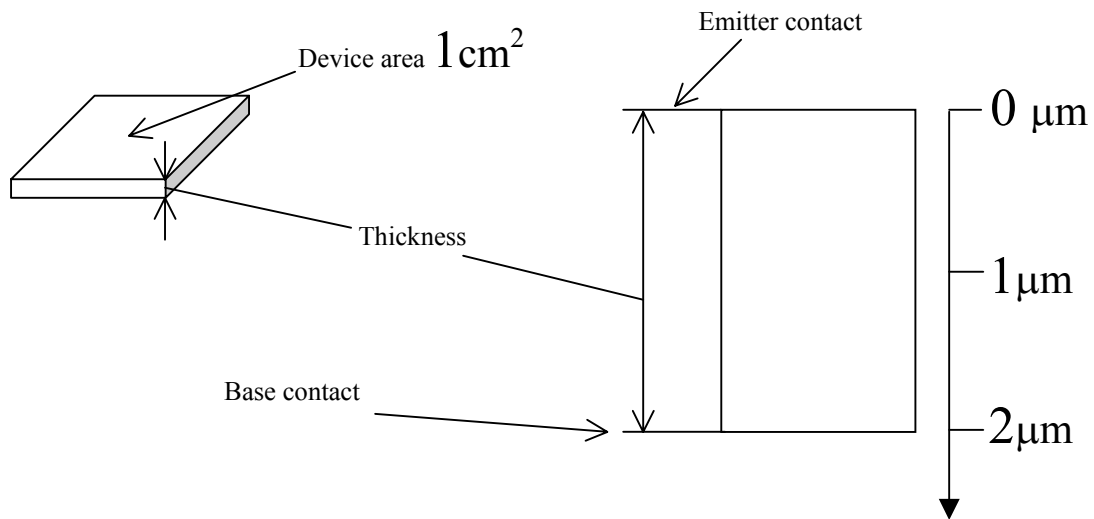 Emitter contact
Device area 1cm²
0 μm
Thickness
1μm
Base contact
2μm